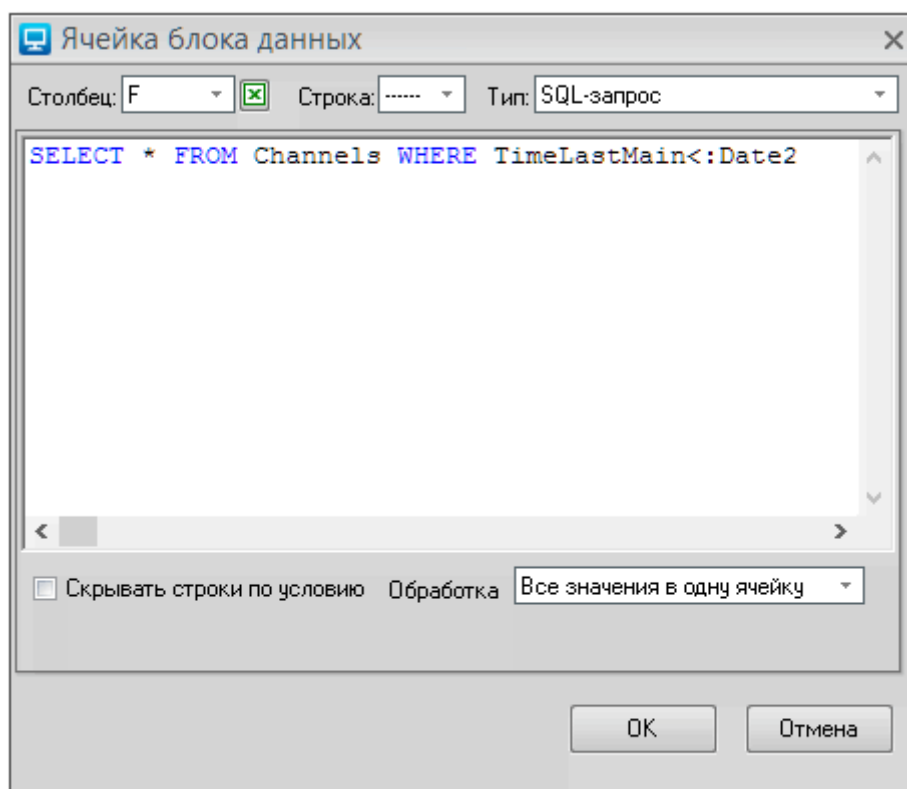 Ячейка блока данных
Столбец: F Строка: ------ Тип: SQL-запрос
SELECT * FROM Channels WHERE TimeLastMain<:Date2
Скрывать строки по условию Обработка Все значения в одну ячейку
OK Отмена